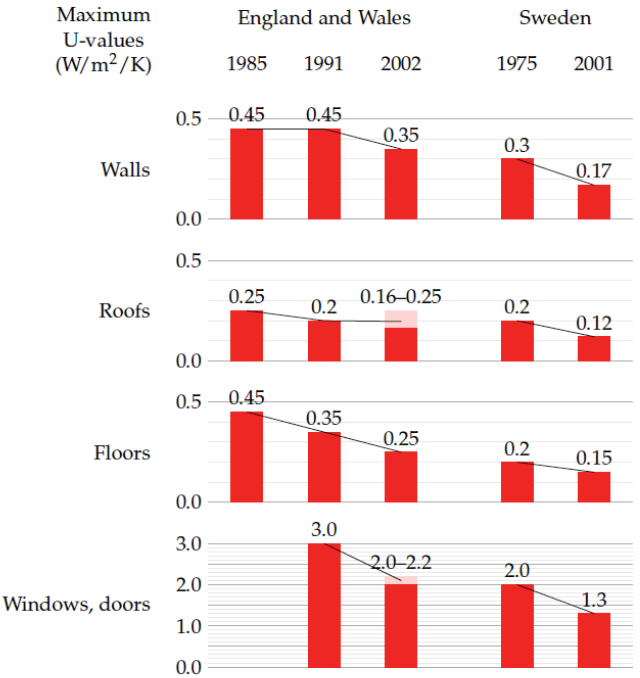 Maximum
U-values
(W/m²/K)
England and Wales
Sweden
1985 1991 2002 1975 2001
Walls
0.5
0.0
0.45 0.45 0.35 0.3 0.17
Roofs
0.5
0.0
0.25 0.2 0.16–0.25 0.2 0.12
Floors
0.5
0.0
0.45 0.35 0.25 0.2 0.15
Windows, doors
3.0
2.0
1.0
0.0
3.0 2.0–2.2 2.0 1.3